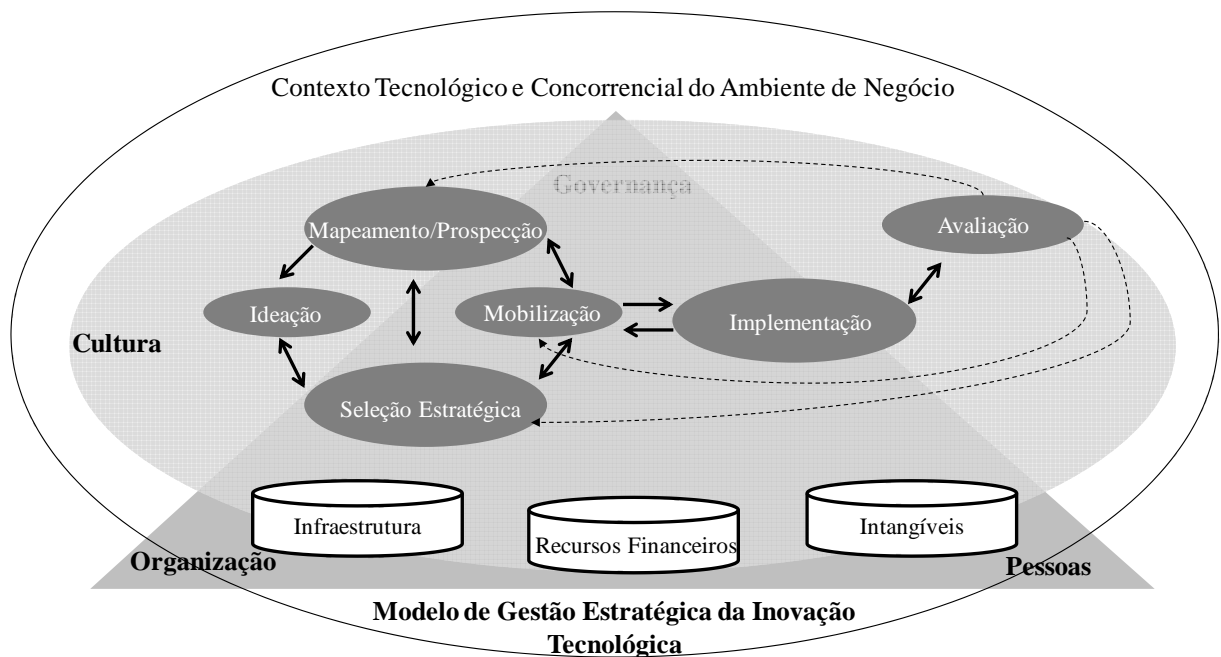 Contexto Tecnológico e Concorrencial do Ambiente de Negócio
Governança
Mapeamento/Prospecção
Avaliação
Ideação
Mobilização
Implementação
Cultura
Seleção Estratégica
Infraestrutura
Recursos Financeiros
Intangíveis
Organização
Pessoas
Modelo de Gestão Estratégica da Inovação
Tecnológica